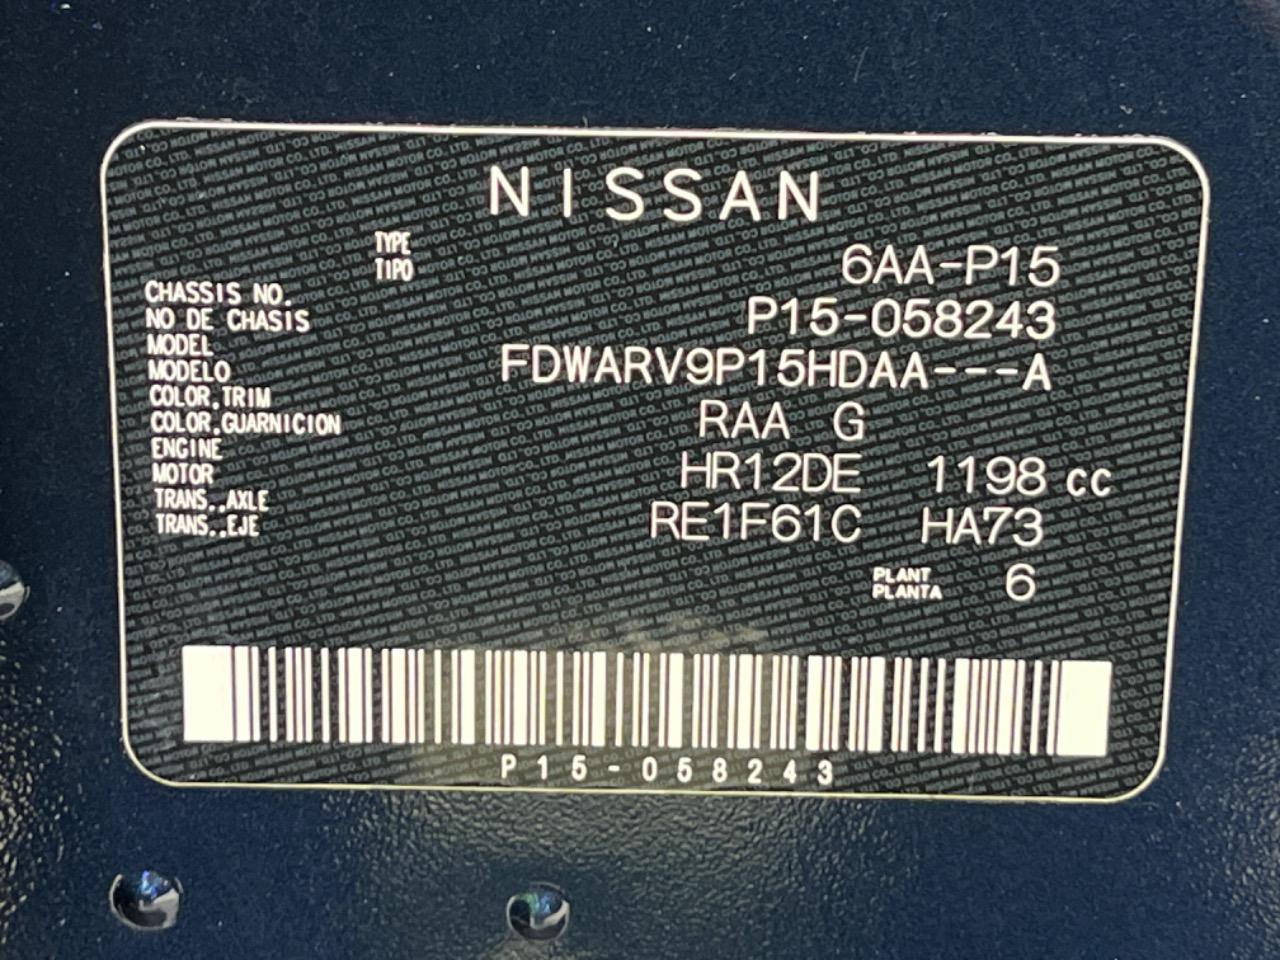 NISSAN
TYPE
TIPO 6AA-P15
CHASSIS NO.
NO DE CHASIS P15-058243
MODEL
MODELO FDWARV9P15HDAA---A
COLOR,TRIM
COLOR,GUARNICION RAA G
ENGINE
MOTOR HR12DE 1198 cc
TRANS.,AXLE
TRANS.,EJE RE1F61C HA73
PLANT
PLANTA 6
P15-058243